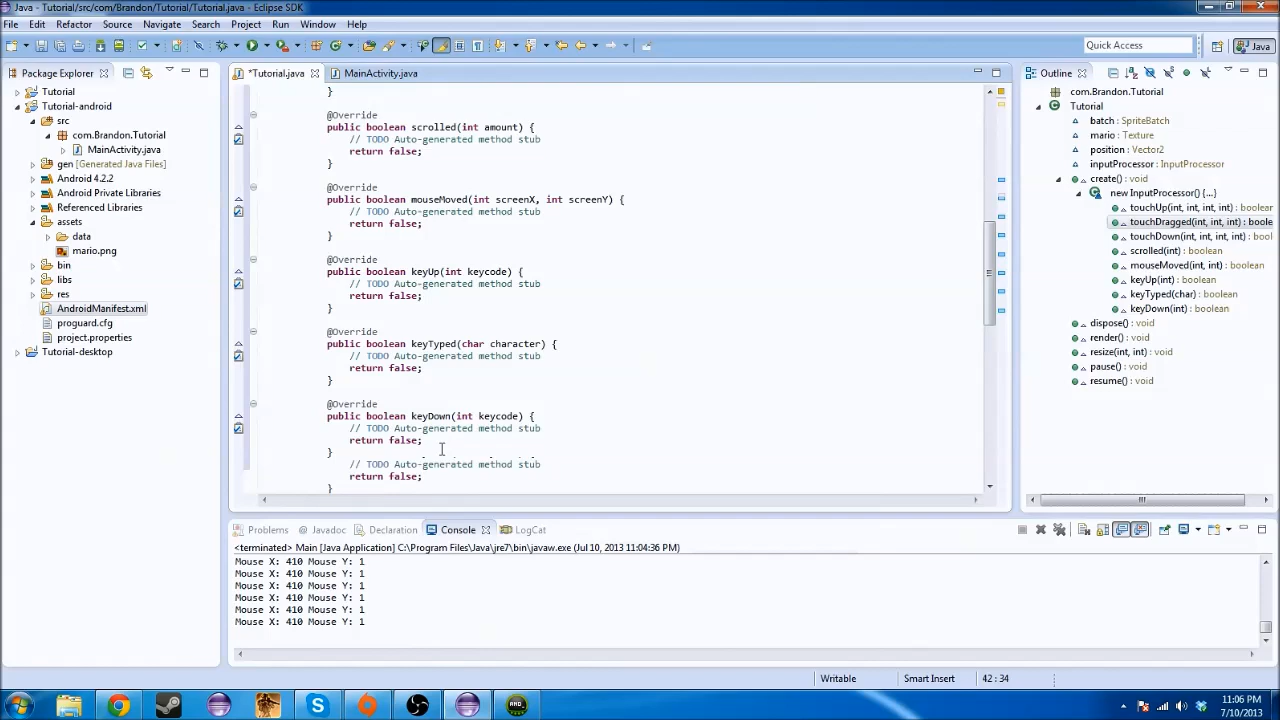 Java - Tutorial/src/com/Brandon/Tutorial/Tutorial.java - Eclipse SDK
File Edit Refactor Source Navigate Search Project Run Window Help
Quick Access
Java
Package Explorer
*Tutorial.java
MainActivity.java
Outline
Tutorial
Tutorial-android
src
com.Brandon.Tutorial
MainActivity.java
gen [Generated Java Files]
Android 4.2.2
Android Private Libraries
Referenced Libraries
assets
data
mario.png
bin
libs
res
AndroidManifest.xml
proguard.cfg
project.properties
Tutorial-desktop
}
@Override
public boolean scrolled(int amount) {
// TODO Auto-generated method stub
return false;
}
@Override
public boolean mouseMoved(int screenX, int screenY) {
// TODO Auto-generated method stub
return false;
}
@Override
public boolean keyUp(int keycode) {
// TODO Auto-generated method stub
return false;
}
@Override
public boolean keyTyped(char character) {
// TODO Auto-generated method stub
return false;
}
@Override
public boolean keyDown(int keycode) {
// TODO Auto-generated method stub
return false;
}
// TODO Auto-generated method stub
return false;
}
com.Brandon.Tutorial
Tutorial
batch : SpriteBatch
mario : Texture
position : Vector2
inputProcessor : InputProcessor
create() : void
new InputProcessor() {...}
touchUp(int, int, int, int) : boolear
touchDragged(int, int, int) : boole
touchDown(int, int, int, int) : bool
scrolled(int) : boolean
mouseMoved(int, int) : boolean
keyUp(int) : boolean
keyTyped(char) : boolean
keyDown(int) : boolean
dispose() : void
render() : void
resize(int, int) : void
pause() : void
resume() : void
Problems Javadoc Declaration Console LogCat
<terminated> Main [Java Application] C:\Program Files\Java\jre7\bin\javaw.exe (Jul 10, 2013 11:04:36 PM)
Mouse X: 410 Mouse Y: 1
Mouse X: 410 Mouse Y: 1
Mouse X: 410 Mouse Y: 1
Mouse X: 410 Mouse Y: 1
Mouse X: 410 Mouse Y: 1
Mouse X: 410 Mouse Y: 1
Writable Smart Insert 42 : 34
11:06 PM
7/10/2013